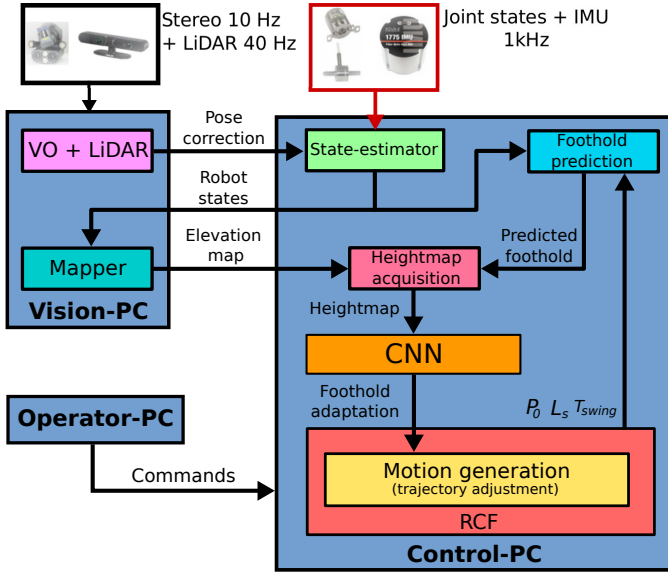 Stereo 10 Hz
+ LiDAR 40 Hz
Joint states + IMU
1kHz
1775 IMU
VO + LiDAR
Pose
correction
State-estimator
Foothold
prediction
Robot
states
Mapper
Elevation
map
Heightmap
acquisition
Predicted
foothold
Vision-PC
Heightmap
CNN
Foothold
adaptation
P₀ Lₛ T_swing
Operator-PC
Commands
Motion generation
(trajectory adjustment)
RCF
Control-PC